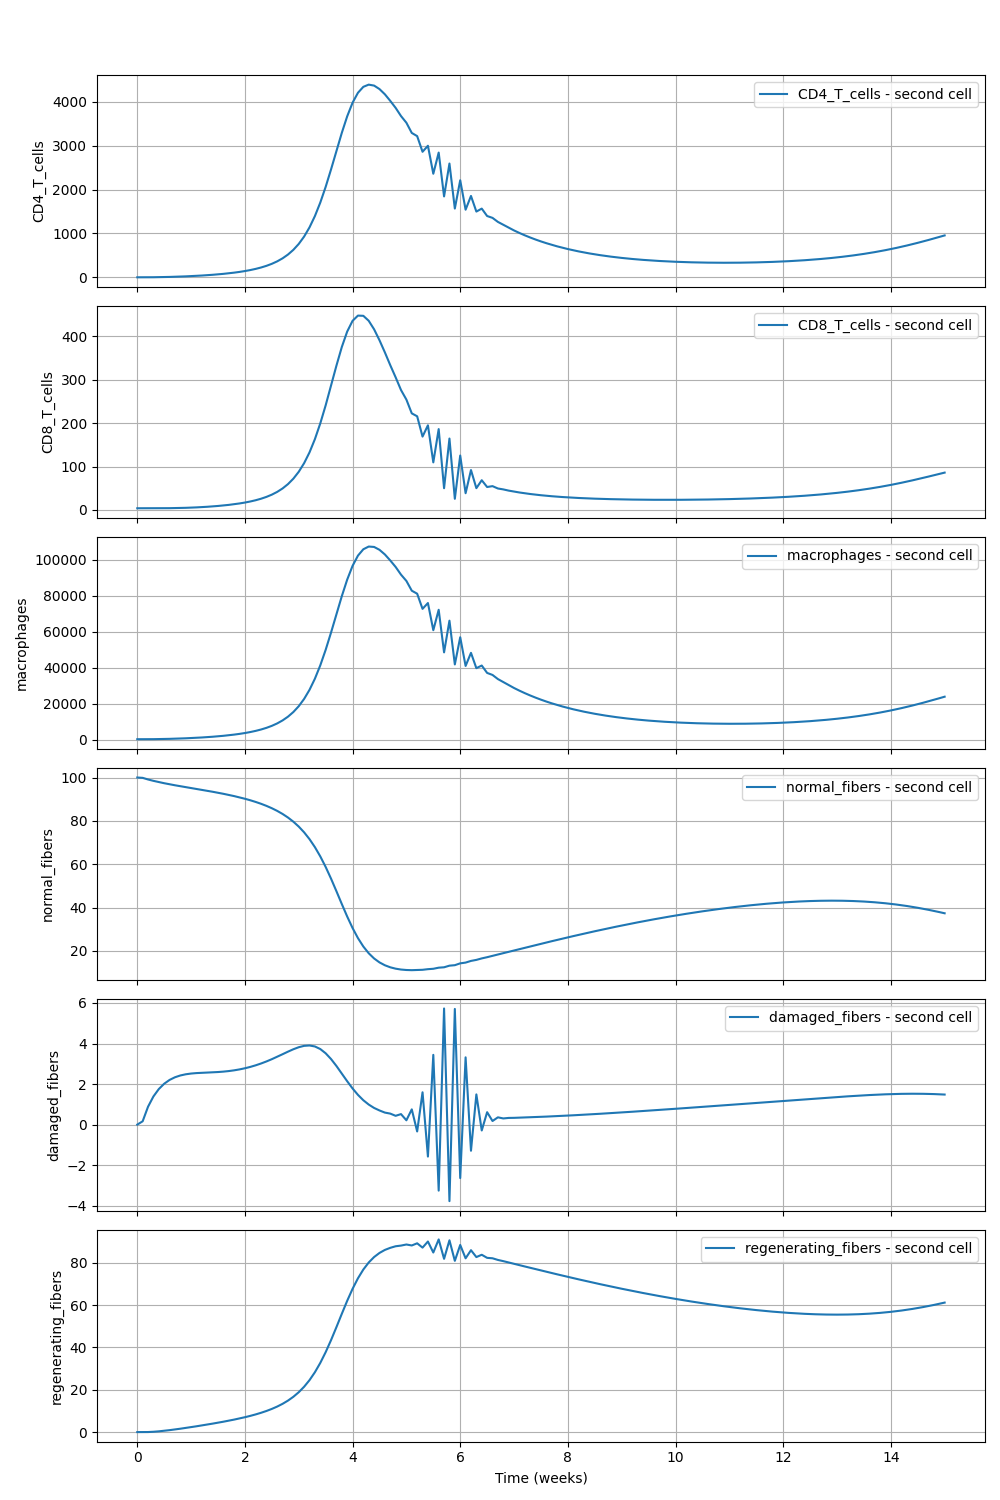 CD4_T_cells
4000
3000
2000
1000
0
CD4_T_cells - second cell
CD8_T_cells
400
300
200
100
0
CD8_T_cells - second cell
macrophages
100000
80000
60000
40000
20000
0
macrophages - second cell
normal_fibers
100
80
60
40
20
normal_fibers - second cell
damaged_fibers
6
4
2
0
−2
−4
damaged_fibers - second cell
regenerating_fibers
80
60
40
20
0
regenerating_fibers - second cell
0 2 4 6 8 10 12 14
Time (weeks)